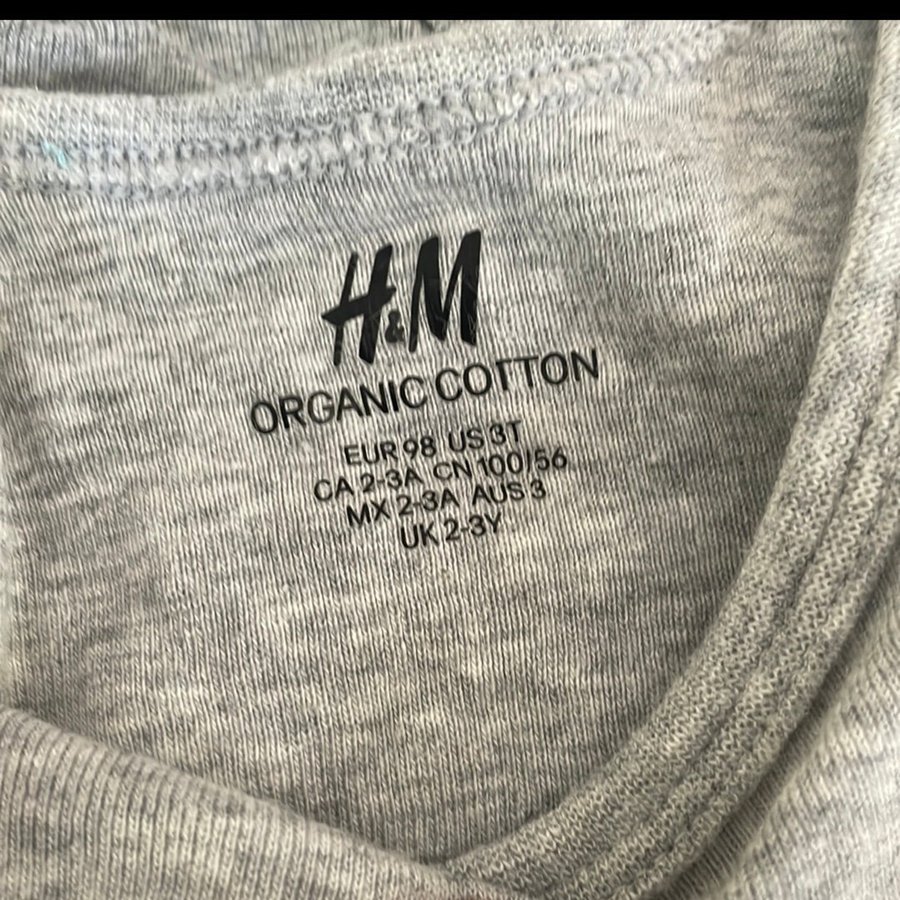 H&M
ORGANIC COTTON
EUR 98 US 3T
CA 2-3A CN 100/56
MX 2-3A AUS 3
UK 2-3Y